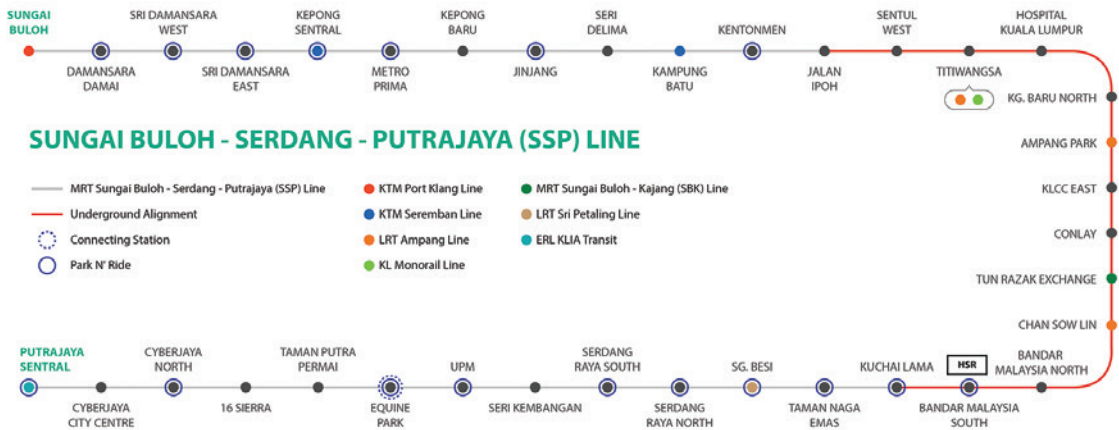 SUNGAI
BULOH
SRI DAMANSARA
WEST
KEPONG
SENTRAL
KEPONG
BARU
SERI
DELIMA
KENTONMEN
SENTUL
WEST
HOSPITAL
KUALA LUMPUR
DAMANSARA
DAMAI
SRI DAMANSARA
EAST
METRO
PRIMA
JINJANG
KAMPUNG
BATU
JALAN
IPOH
TITIWANGSA
KG. BARU NORTH
AMPANG PARK
KLCC EAST
CONLAY
TUN RAZAK EXCHANGE
CHAN SOW LIN
SUNGAI BULOH - SERDANG - PUTRAJAYA (SSP) LINE
MRT Sungai Buloh - Serdang - Putrajaya (SSP) Line
Underground Alignment
Connecting Station
Park N' Ride
KTM Port Klang Line
KTM Seremban Line
LRT Ampang Line
KL Monorail Line
MRT Sungai Buloh - Kajang (SBK) Line
LRT Sri Petaling Line
ERL KLIA Transit
PUTRAJAYA
SENTRAL
CYBERJAYA
NORTH
TAMAN PUTRA
PERMAI
UPM
SERDANG
RAYA SOUTH
SG. BESI
KUCHAI LAMA
HSR
BANDAR
MALAYSIA NORTH
CYBERJAYA
CITY CENTRE
16 SIERRA
EQUINE
PARK
SERI KEMBANGAN
SERDANG
RAYA NORTH
TAMAN NAGA
EMAS
BANDAR MALAYSIA
SOUTH